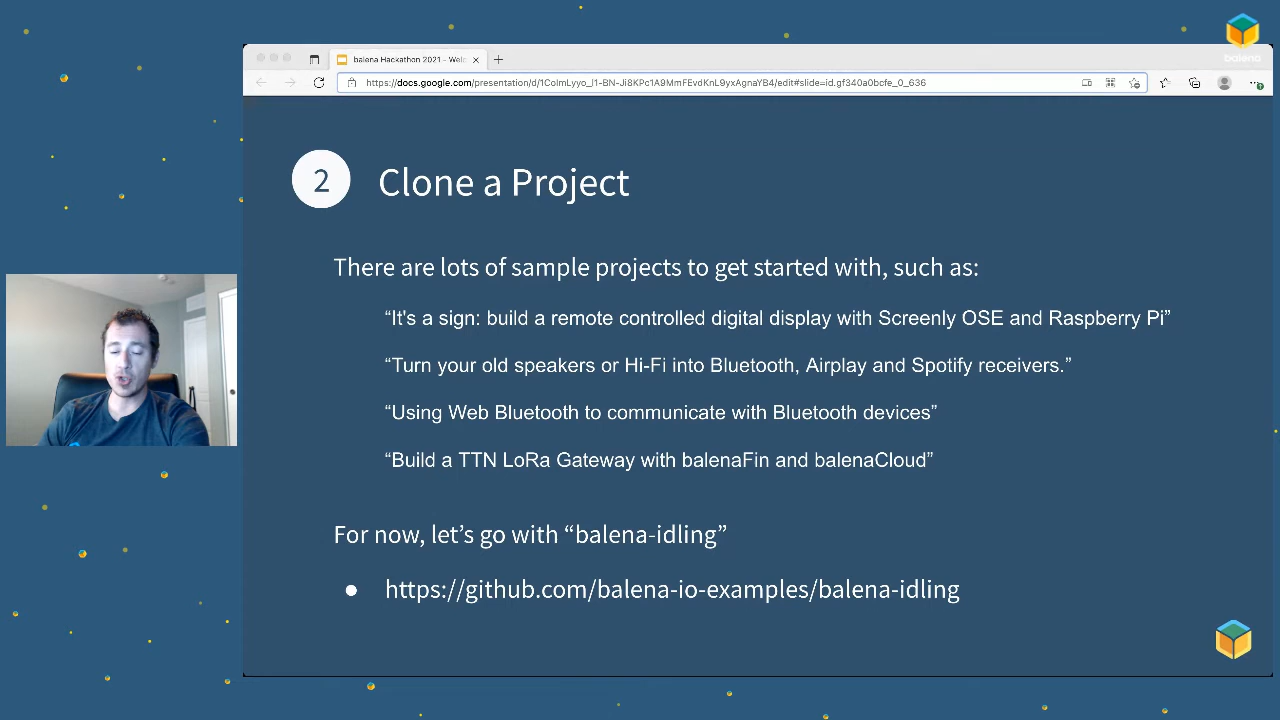 balena
balena Hackathon 2021 – Welc
https://docs.google.com/presentation/d/1ColmLyyo_l1-BN-Ji8KPc1A9MmFEvdKnL9yxAgnaYB4/edit#slide=id.gf340a0bcfe_0_636
2 Clone a Project
There are lots of sample projects to get started with, such as:
“It's a sign: build a remote controlled digital display with Screenly OSE and Raspberry Pi”
“Turn your old speakers or Hi-Fi into Bluetooth, Airplay and Spotify receivers.”
“Using Web Bluetooth to communicate with Bluetooth devices”
“Build a TTN LoRa Gateway with balenaFin and balenaCloud”
For now, let’s go with “balena-idling”
● https://github.com/balena-io-examples/balena-idling